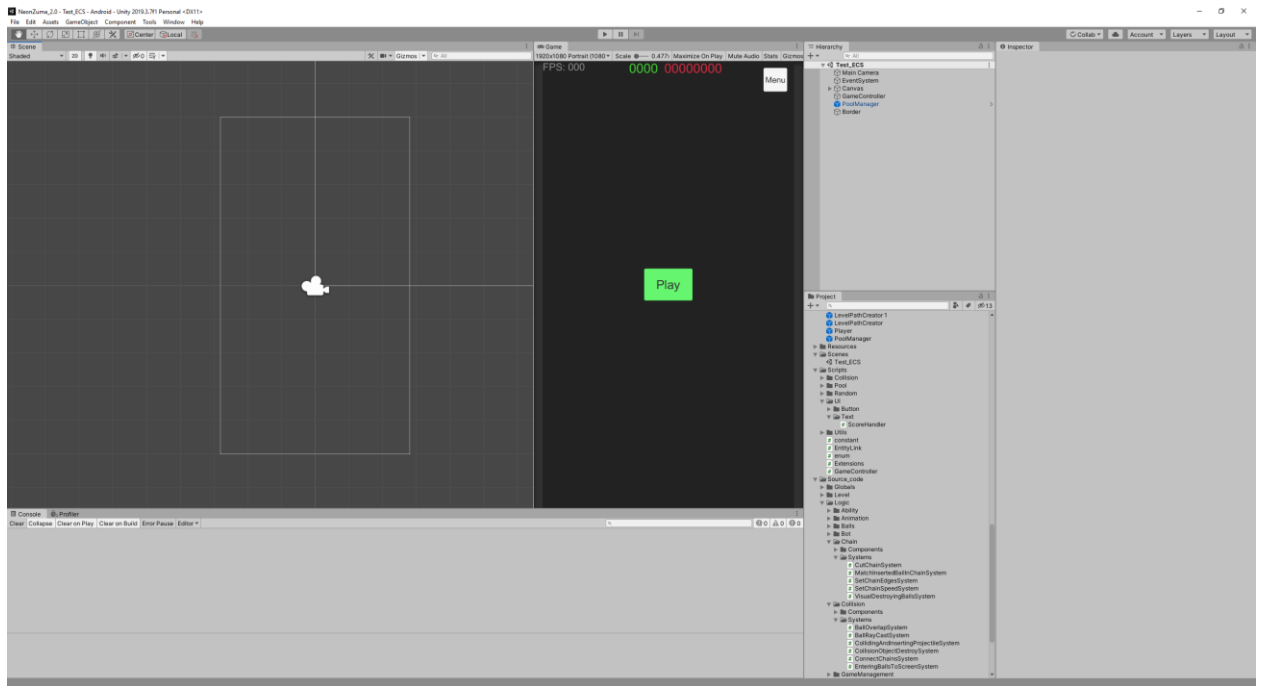 NeonZuma_2.0 - Test_ECS - Android - Unity 2019.3.7f1 Personal <DX11>
File Edit Assets GameObject Component Tools Window Help
Center Local
Collab Account Layers Layout
Scene
Shaded 2D 0 Gizmos All
Game
1920x1080 Portrait (1080 Scale 0.47x Maximize On Play Mute Audio Stats Gizmos
FPS: 000 0000 00000000
Menu
Play
Hierarchy
All
Test_ECS
Main Camera
EventSystem
Canvas
GameController
PoolManager
Border
Inspector
Project
13
LevelPathCreator 1
LevelPathCreator
Player
PoolManager
Resources
Scenes
Test_ECS
Scripts
Collision
Pool
Random
UI
Button
Text
ScoreHandler
Utils
constant
EntityLink
enum
Extensions
GameController
Source_code
Globals
Level
Logic
Ability
Animation
Balls
Bot
Chain
Components
Systems
CutChainSystem
MatchInsertedBallInChainSystem
SetChainEdgesSystem
SetChainSpeedSystem
VisualDestroyingBallsSystem
Collision
Components
Systems
BallOverlapSystem
BallRayCastSystem
CollidingAndInsertingProjectileSystem
CollisionObjectDestroySystem
ConnectChainsSystem
EnteringBallsToScreenSystem
GameManagement
Console Profiler
Clear Collapse Clear on Play Clear on Build Error Pause Editor 0 0 0